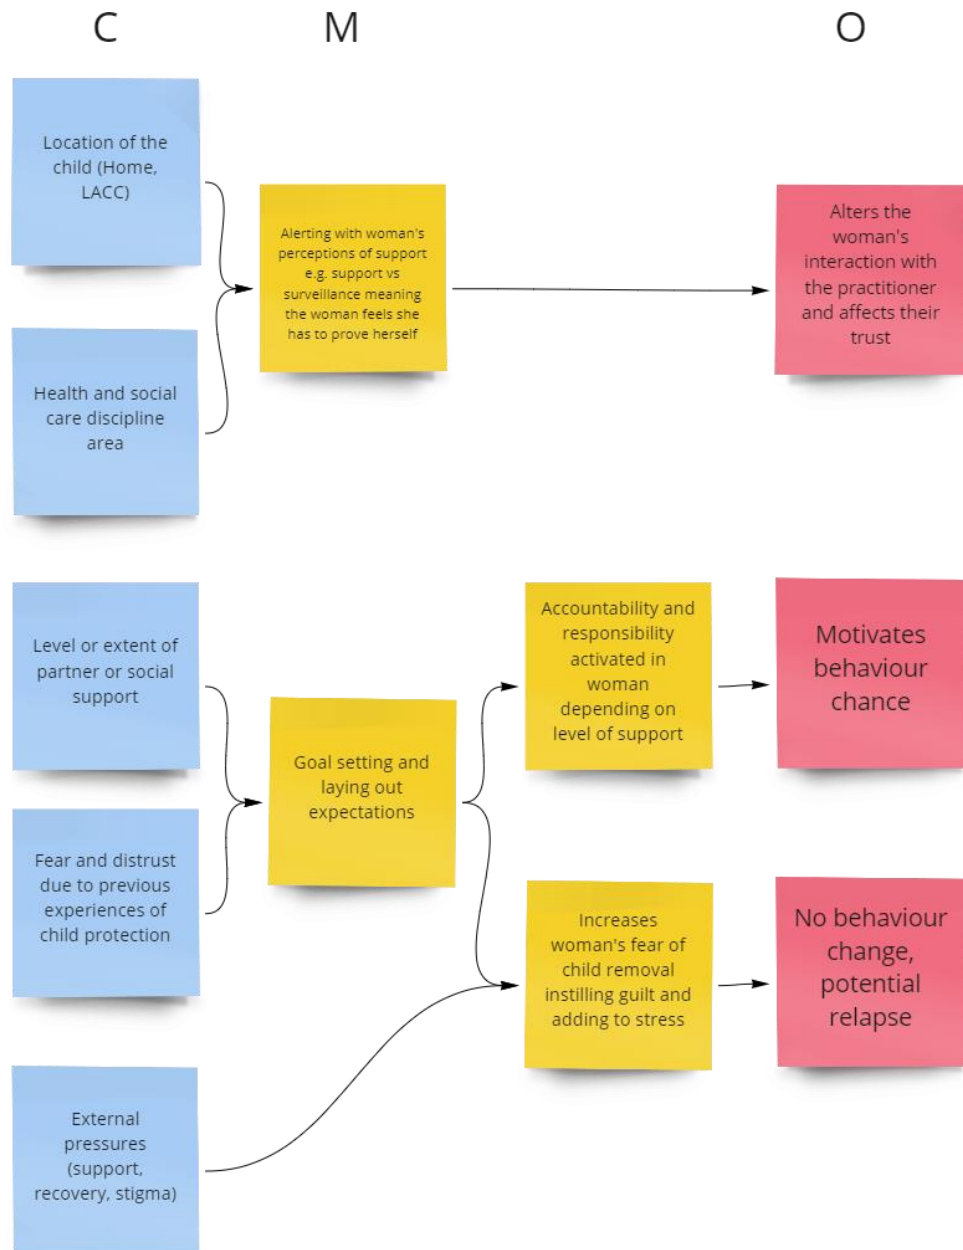 C
M
O
Location of the
child (Home,
LACC)
Health and social
care discipline
area
Alerting with woman's
perceptions of support
e.g. support vs
surveillance meaning
the woman feels she
has to prove herself
Alters the
woman's
interaction with
the practitioner
and affects their
trust
Level or extent of
partner or social
support
Fear and distrust
due to previous
experiences of
child protection
External
pressures
(support,
recovery, stigma)
Goal setting and
laying out
expectations
Accountability and
responsibility
activated in
woman
depending on
level of support
Motivates
behaviour
chance
Increases
woman's fear of
child removal
instilling guilt and
adding to stress
No behaviour
change,
potential
relapse